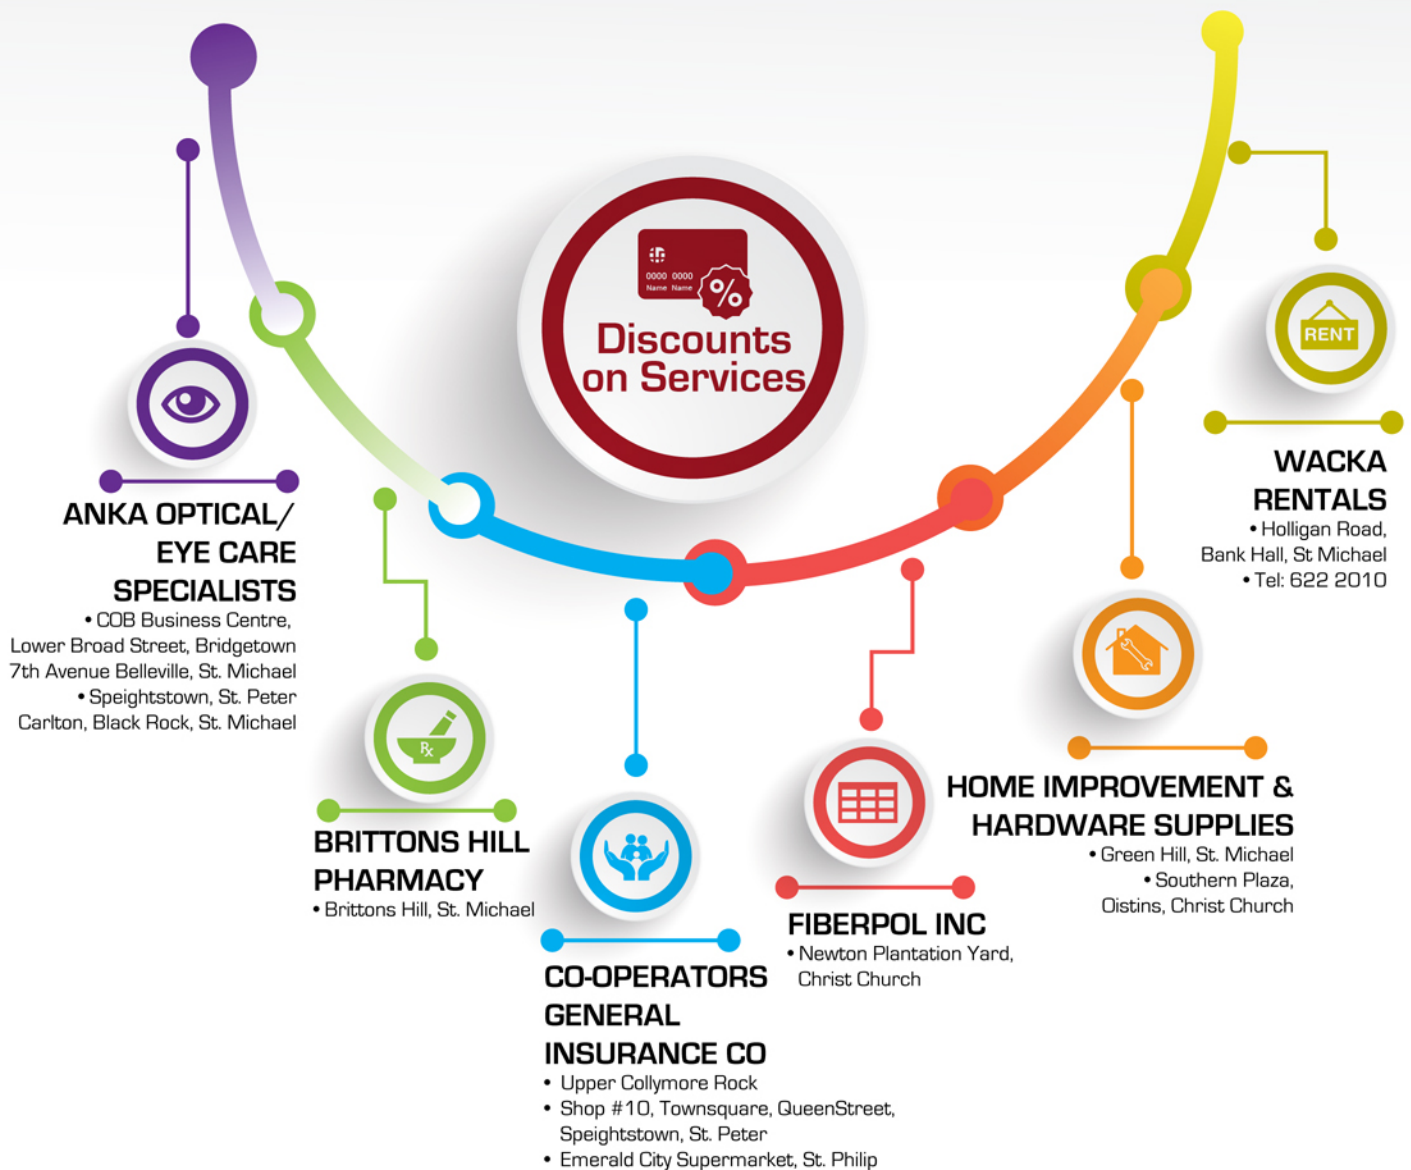 0000 0000
Name Name
%
Discounts
on Services
RENT
WACKA
RENTALS
• Holligan Road,
Bank Hall, St Michael
• Tel: 622 2010
ANKA OPTICAL/
EYE CARE
SPECIALISTS
• COB Business Centre,
Lower Broad Street, Bridgetown
7th Avenue Belleville, St. Michael
• Speightstown, St. Peter
Carlton, Black Rock, St. Michael
Rx
BRITTONS HILL
PHARMACY
• Brittons Hill, St. Michael
CO-OPERATORS
GENERAL
INSURANCE CO
• Upper Collymore Rock
• Shop #10, Townsquare, QueenStreet,
Speightstown, St. Peter
• Emerald City Supermarket, St. Philip
FIBERPOL INC
• Newton Plantation Yard,
Christ Church
HOME IMPROVEMENT &
HARDWARE SUPPLIES
• Green Hill, St. Michael
• Southern Plaza,
Oistins, Christ Church